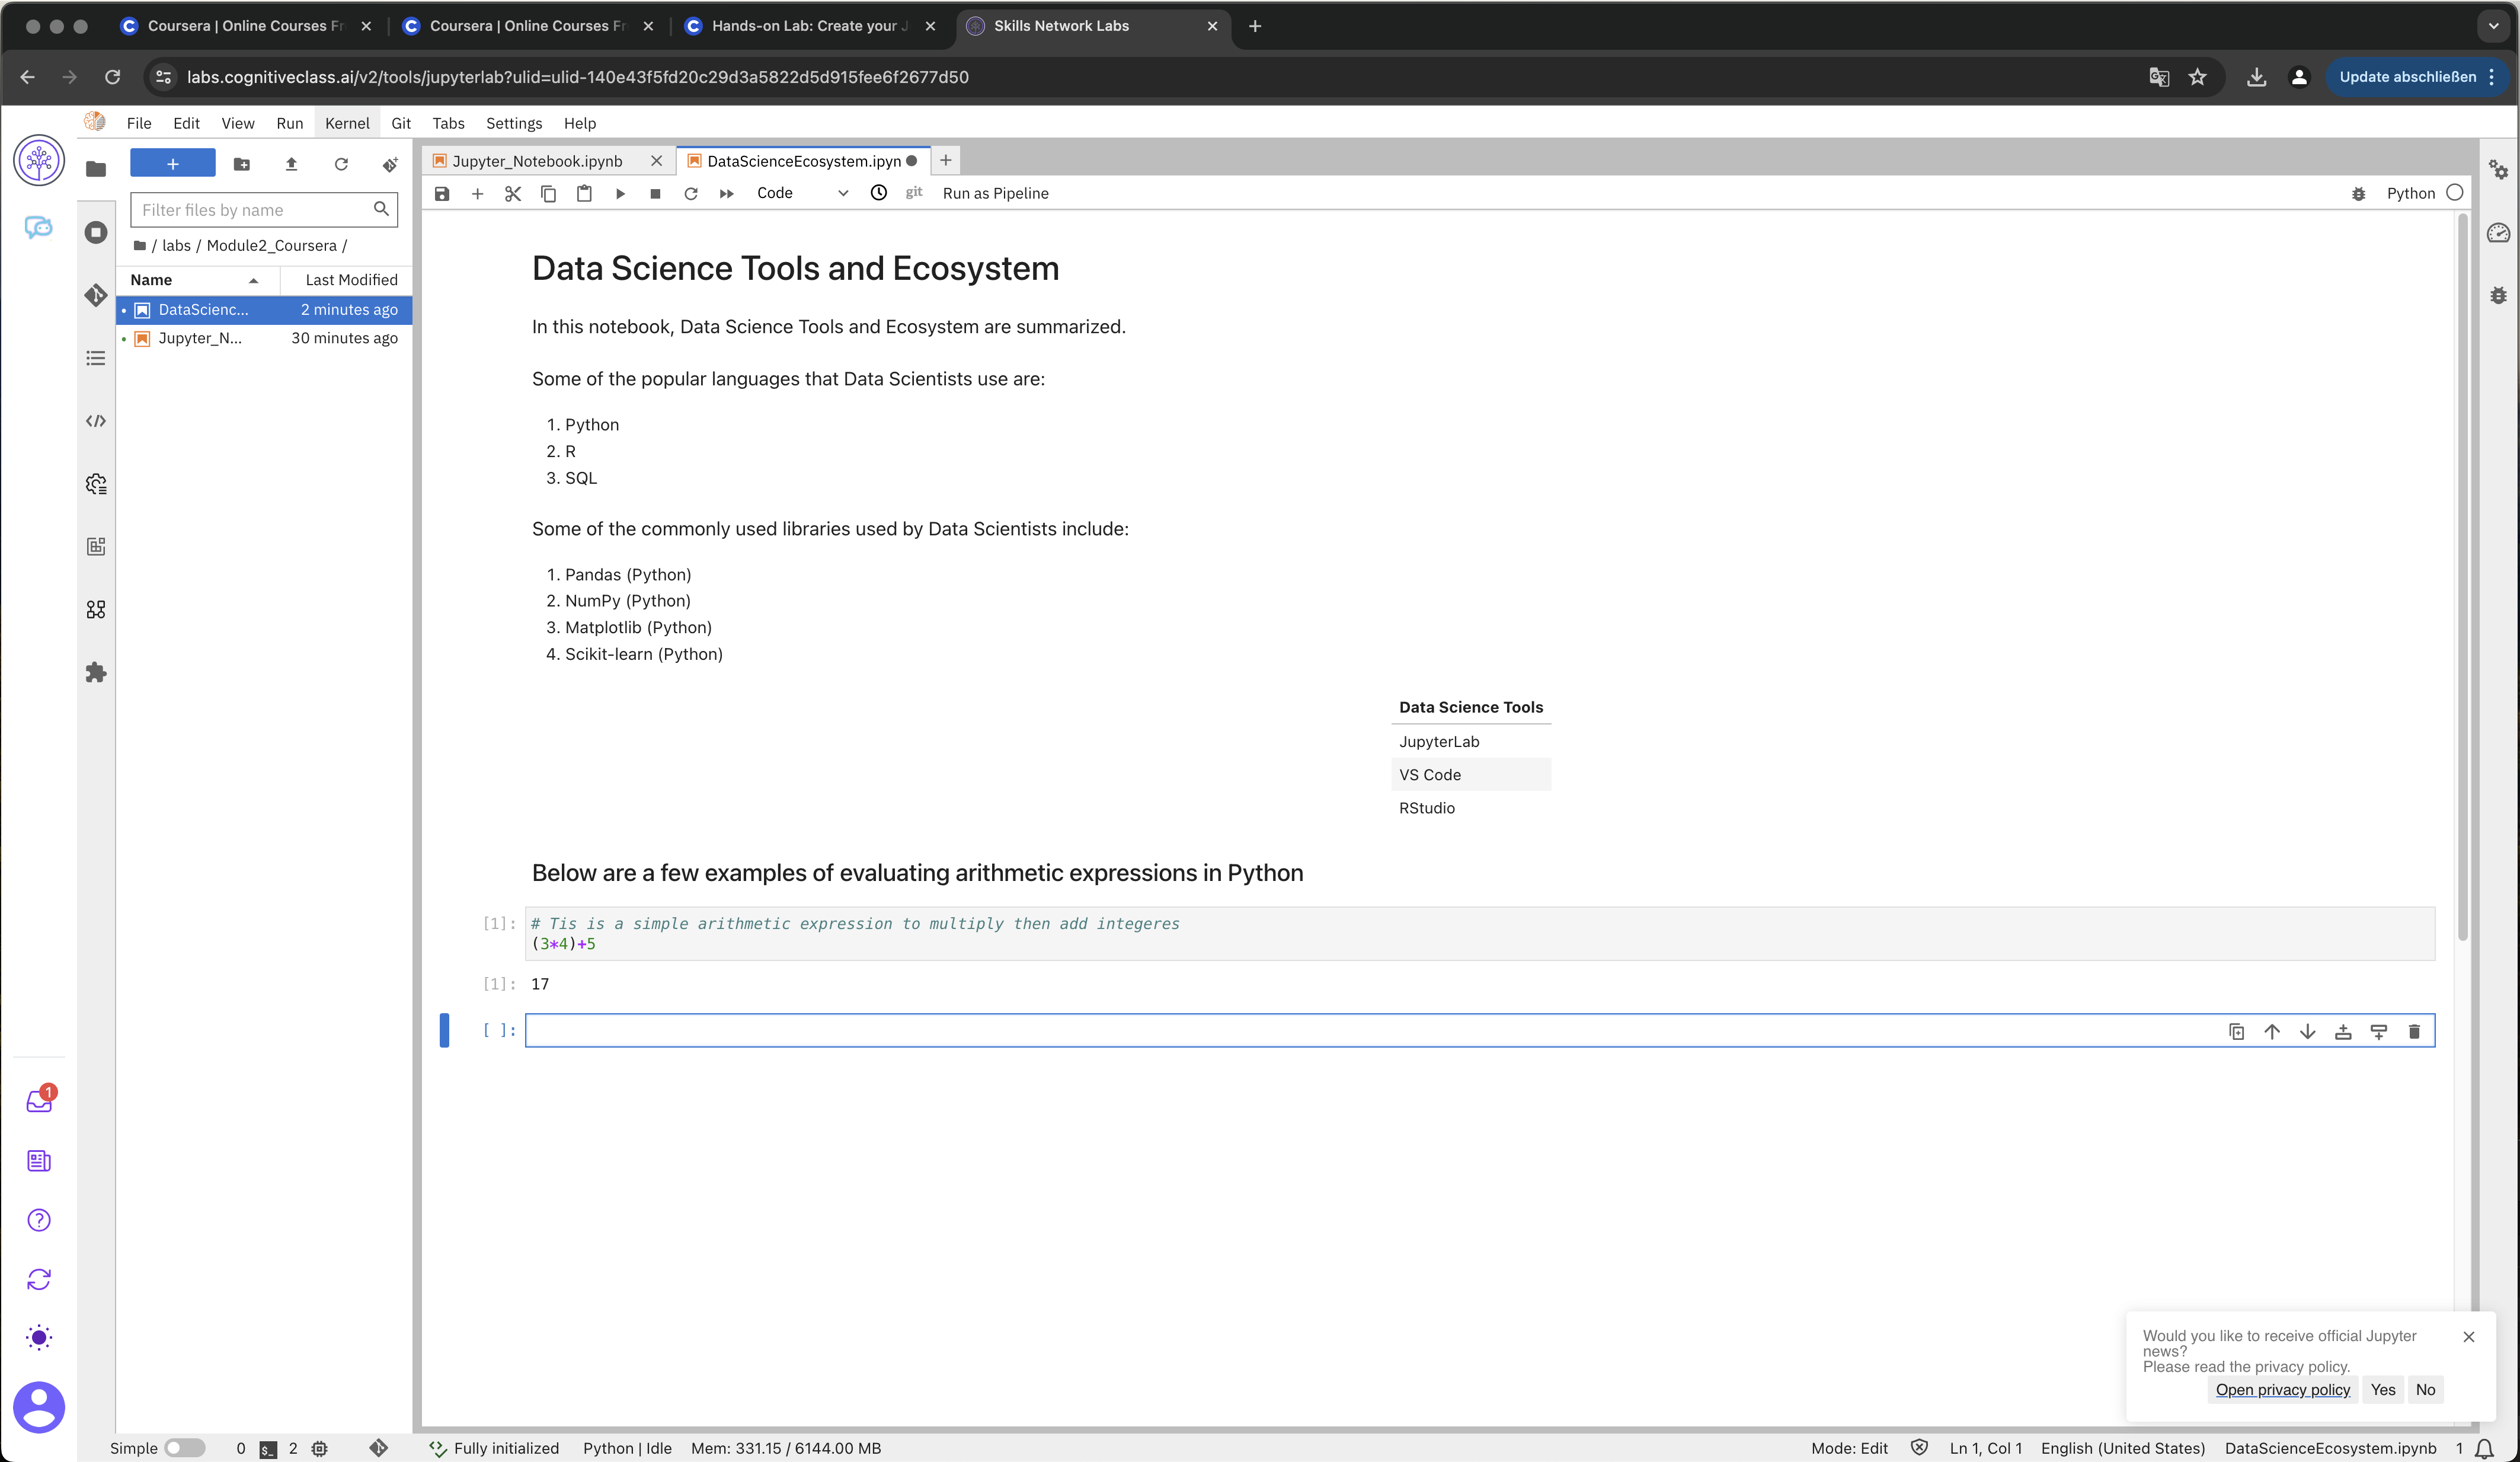 Coursera | Online Courses Fr
Coursera | Online Courses Fr
Hands-on Lab: Create your J
Skills Network Labs
labs.cognitiveclass.ai/v2/tools/jupyterlab?ulid=ulid-140e43f5fd20c29d3a5822d5d915fee6f2677d50
Update abschließen
File Edit View Run Kernel Git Tabs Settings Help
Filter files by name
/ labs / Module2_Coursera /
Name Last Modified
DataScienc... 2 minutes ago
Jupyter_N... 30 minutes ago
Jupyter_Notebook.ipynb
DataScienceEcosystem.ipyn
Code git Run as Pipeline Python
Data Science Tools and Ecosystem
In this notebook, Data Science Tools and Ecosystem are summarized.
Some of the popular languages that Data Scientists use are:
1. Python
2. R
3. SQL
Some of the commonly used libraries used by Data Scientists include:
1. Pandas (Python)
2. NumPy (Python)
3. Matplotlib (Python)
4. Scikit-learn (Python)
Data Science Tools
JupyterLab
VS Code
RStudio
Below are a few examples of evaluating arithmetic expressions in Python
[1]: # Tis is a simple arithmetic expression to multiply then add integeres
(3*4)+5
[1]: 17
[ ]:
1
Would you like to receive official Jupyter
news?
Please read the privacy policy.
Open privacy policy Yes No
Simple 0 $_ 2 Fully initialized Python | Idle Mem: 331.15 / 6144.00 MB Mode: Edit Ln 1, Col 1 English (United States) DataScienceEcosystem.ipynb 1